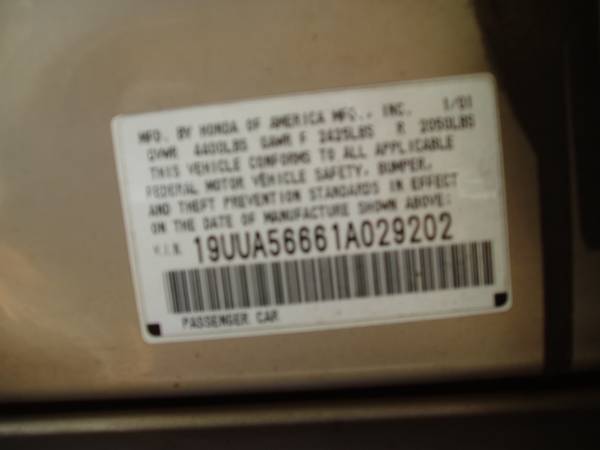 MFD. BY HONDA OF AMERICA MFG., INC. 1/01
GVWR 4400LBS GAWR F 2425LBS R 2050LBS
THIS VEHICLE CONFORMS TO ALL APPLICABLE
FEDERAL MOTOR VEHICLE SAFETY, BUMPER,
AND THEFT PREVENTION STANDARDS IN EFFECT
ON THE DATE OF MANUFACTURE SHOWN ABOVE:
V.I.N. 19UUA56661A029202
PASSENGER CAR